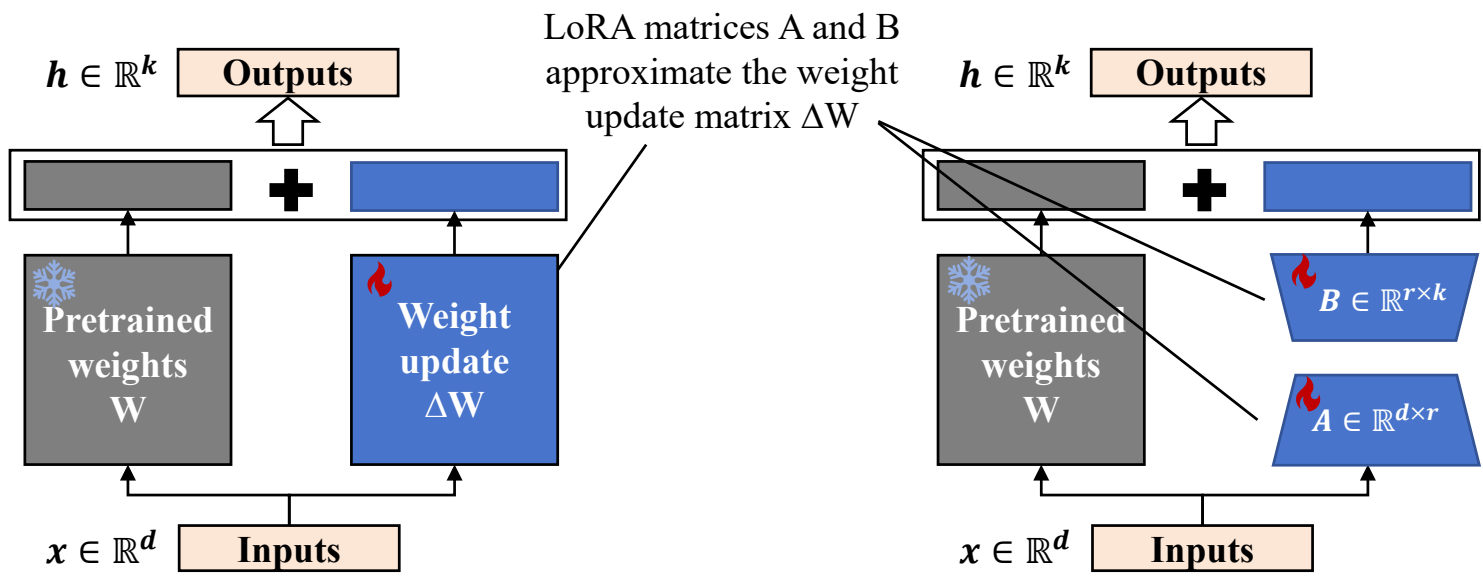 LoRA matrices A and B
approximate the weight
update matrix ΔW
h ∈ ℝ^k
Outputs
Pretrained
weights
W
Weight
update
ΔW
x ∈ ℝ^d
Inputs
h ∈ ℝ^k
Outputs
Pretrained
weights
W
B ∈ ℝ^{r×k}
A ∈ ℝ^{d×r}
x ∈ ℝ^d
Inputs